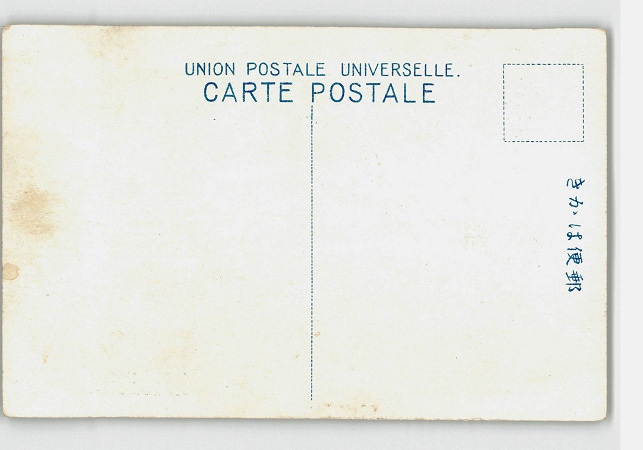 UNION POSTALE UNIVERSELLE.
CARTE POSTALE
きかは便郵